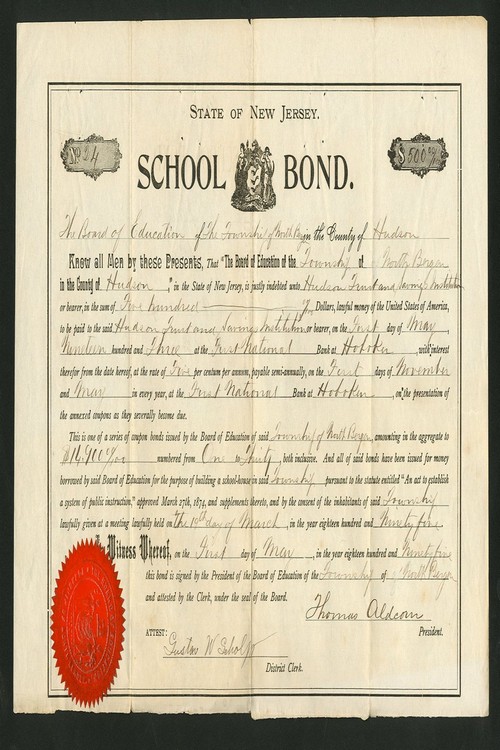 STATE OF NEW JERSEY.
No. 24
$500 00/
SCHOOL BOND.
The Board of Education of The Township of North Bergen in the County of Hudson
Know all Men by these Presents, That "The Board of Education of the Township of North Bergen
in the County of Hudson", in the State of New Jersey, is justly indebted unto Hudson Trust and Savings Institution
or bearer, in the sum of Five hundred Dollars, lawful money of the United States of America,
to be paid to the said Hudson Trust and Savings Institution or bearer, on the First day of May
Nineteen hundred and Three at the First National Bank at Hoboken, with interest
therefor from the date hereof, at the rate of Five per centum per annum, payable semi-annually, on the First days of November
and May in every year, at the First National Bank at Hoboken, on the presentation of
the annexed coupons as they severally become due.
This is one of a series of coupon bonds issued by the Board of Education of said Township of North Bergen, amounting in the aggregate to
numbered from One to Thirty, both inclusive. And all of said bonds have been issued for money
borrowed by said Board of Education for the purpose of building a school-house in said Township pursuant to the statute entitled "An act to establish
a system of public instruction," approved March 27th, 1874, and supplements thereto, and by the consent of the inhabitants of said Township
lawfully given at a meeting lawfully held on the day of March, in the year eighteen hundred and Ninety five
In Witness Whereof, on the First day of May, in the year eighteen hundred and Ninety five
this bond is signed by the President of the Board of Education of the Township of North Bergen
and attested by the Clerk, under the seal of the Board.
Thomas Aldcorn
President.
ATTEST:
Gustav W Scholp
District Clerk.